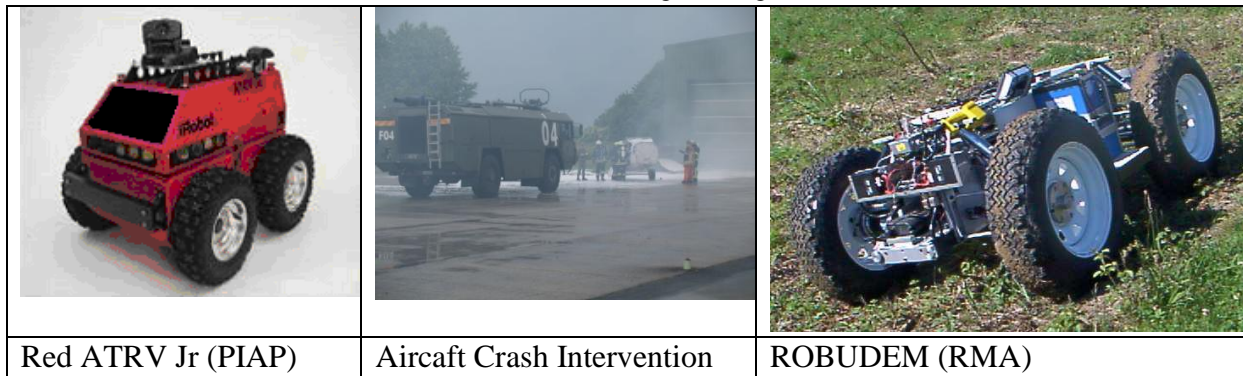 iRobot
F04
04
Red ATRV Jr (PIAP)
Aircaft Crash Intervention
ROBUDEM (RMA)